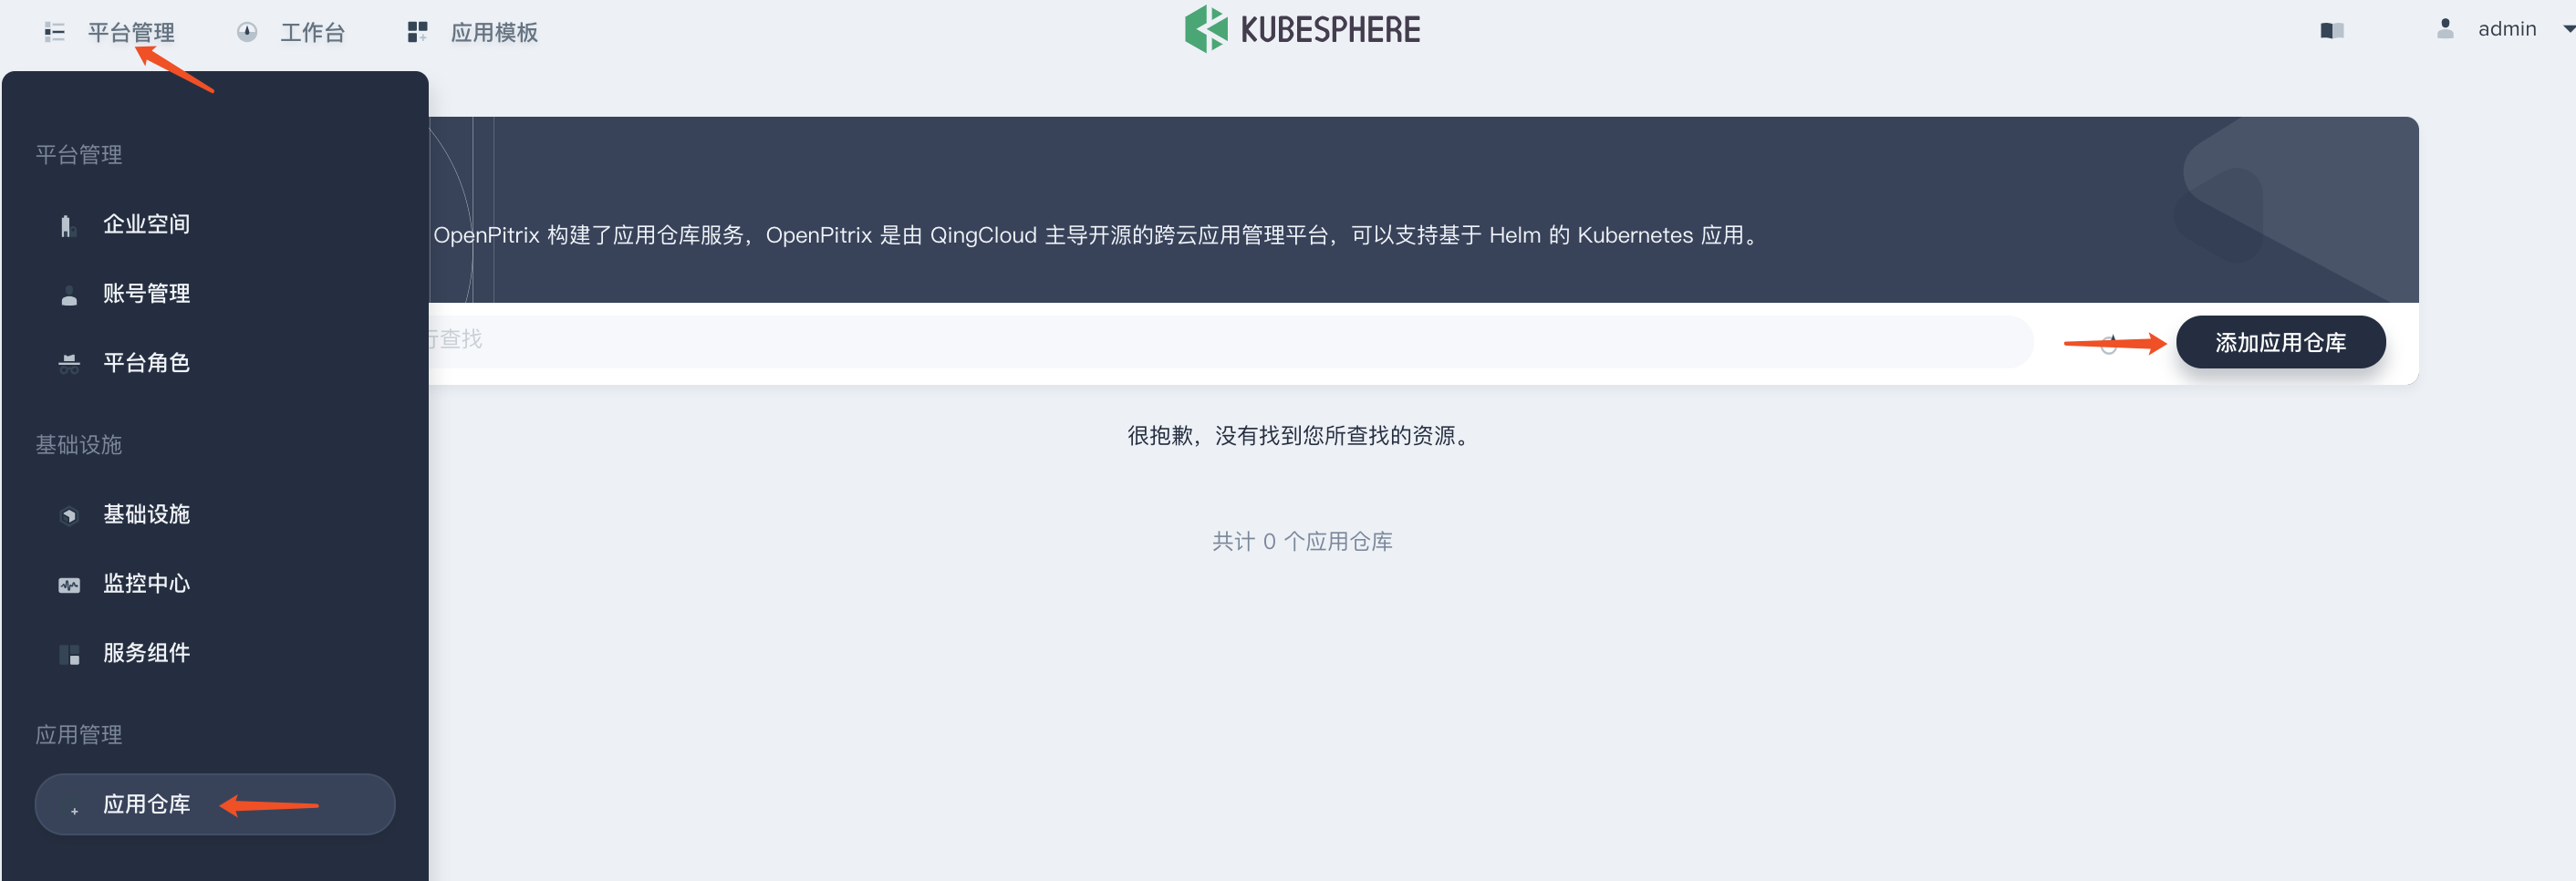 平台管理
工作台
应用模板
KUBESPHERE
admin
平台管理
企业空间
账号管理
平台角色
基础设施
基础设施
监控中心
服务组件
应用管理
应用仓库
OpenPitrix 构建了应用仓库服务，OpenPitrix 是由 QingCloud 主导开源的跨云应用管理平台，可以支持基于 Helm 的 Kubernetes 应用。
行查找
添加应用仓库
很抱歉，没有找到您所查找的资源。
共计 0 个应用仓库